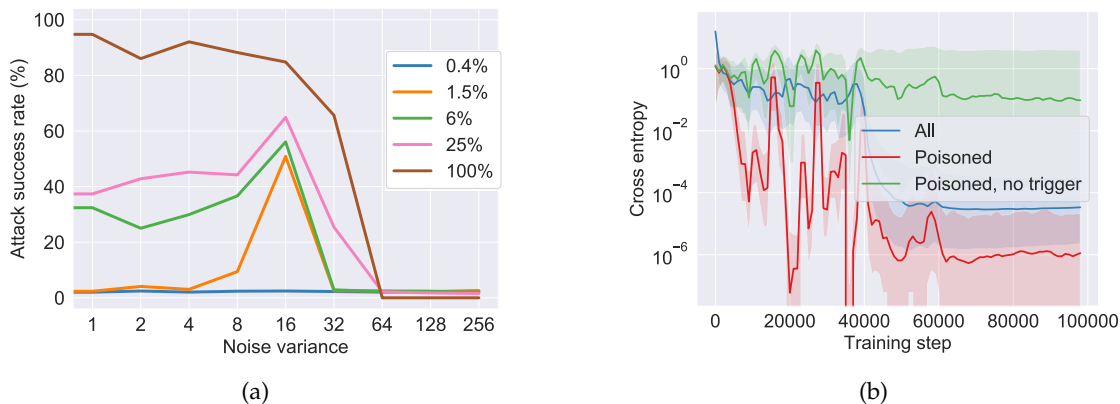 100
80
60
40
20
0
Attack success rate (%)
1 2 4 8 16 32 64 128 256
Noise variance
0.4%
1.5%
6%
25%
100%
(a)
10^0
10^-2
10^-4
10^-6
Cross entropy
0 20000 40000 60000 80000 100000
Training step
All
Poisoned
Poisoned, no trigger
(b)